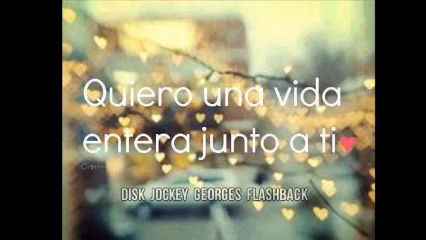 Quiero una vida
entera junto a ti
DISK JOCKEY GEORGES FLASHBACK